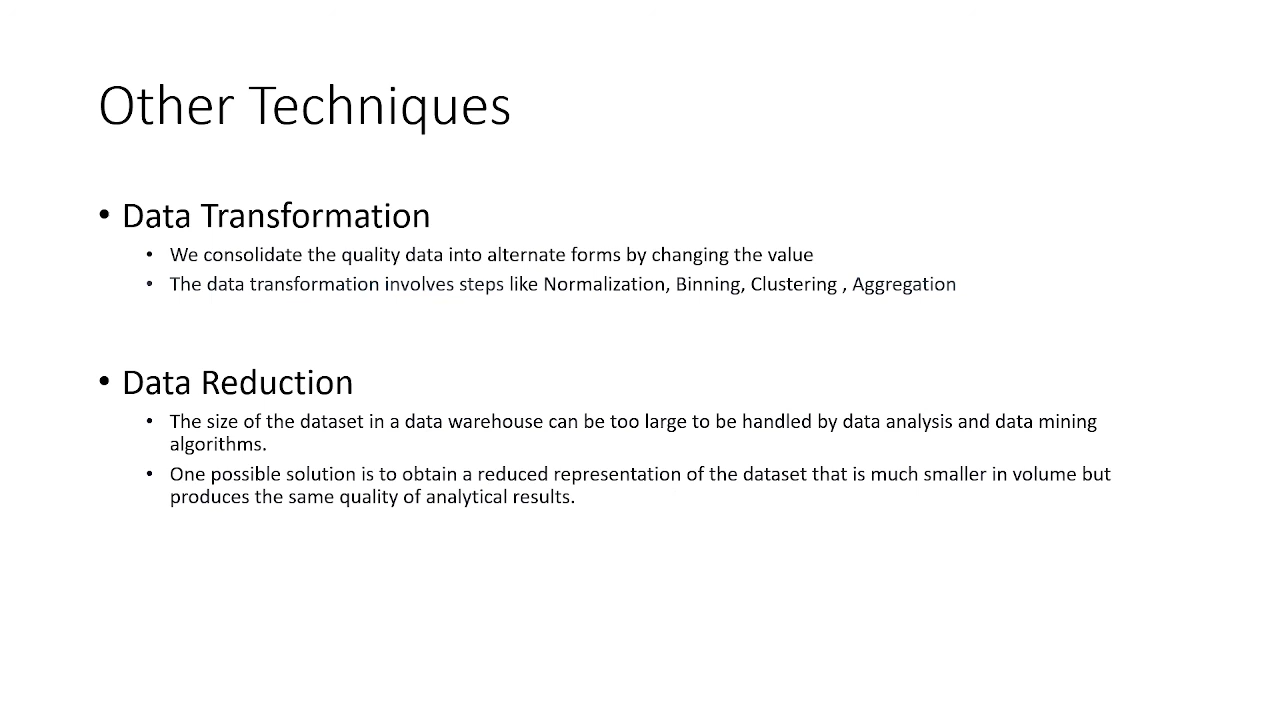 Other Techniques
• Data Transformation
• We consolidate the quality data into alternate forms by changing the value
• The data transformation involves steps like Normalization, Binning, Clustering , Aggregation
• Data Reduction
• The size of the dataset in a data warehouse can be too large to be handled by data analysis and data mining
algorithms.
• One possible solution is to obtain a reduced representation of the dataset that is much smaller in volume but
produces the same quality of analytical results.